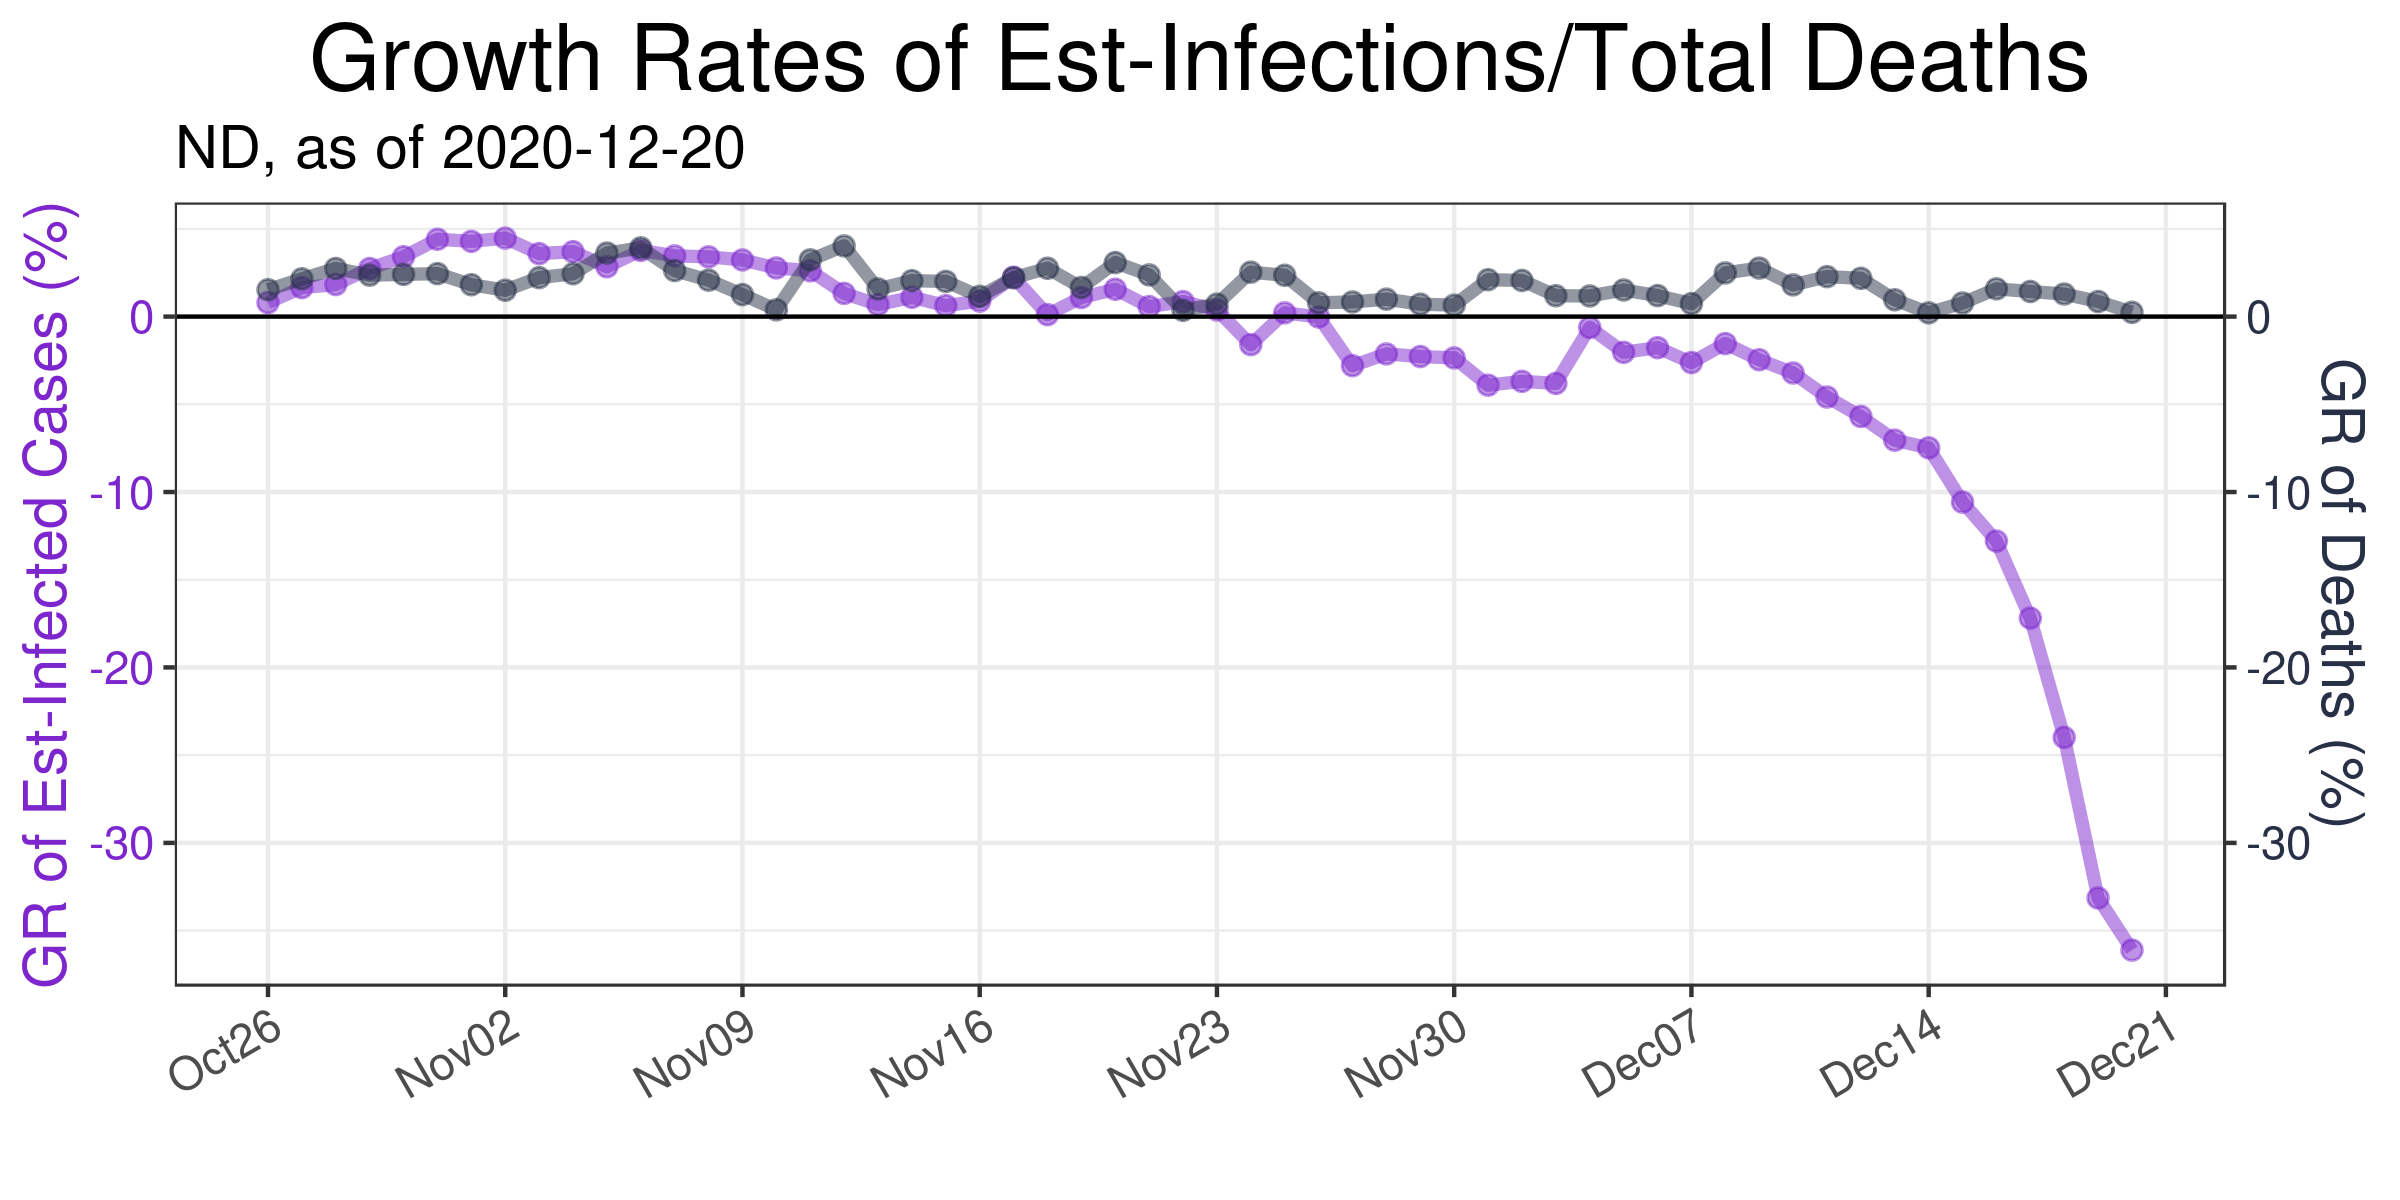 Growth Rates of Est-Infections/Total Deaths
ND, as of 2020-12-20
GR of Est-Infected Cases (%)
0
-10
-20
-30
0
-10
-20
-30
GR of Deaths (%)
Oct26
Nov02
Nov09
Nov16
Nov23
Nov30
Dec07
Dec14
Dec21